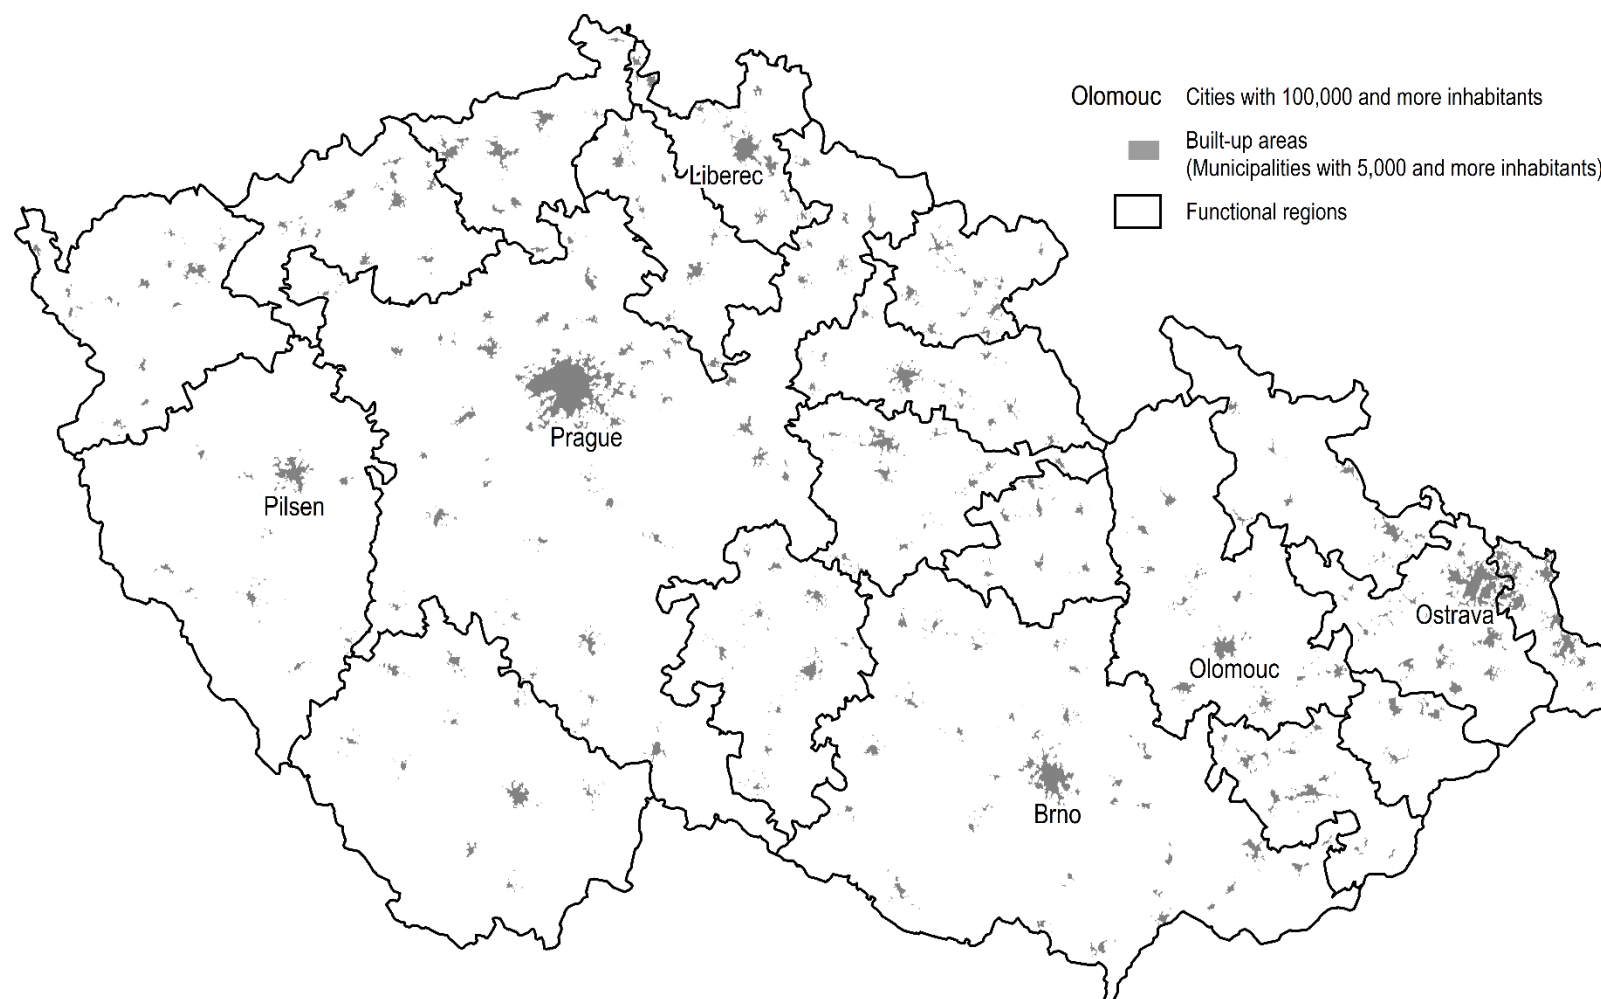 Olomouc Cities with 100,000 and more inhabitants
Built-up areas
(Municipalities with 5,000 and more inhabitants)
Functional regions
Liberec
Prague
Pilsen
Ostrava
Olomouc
Brno